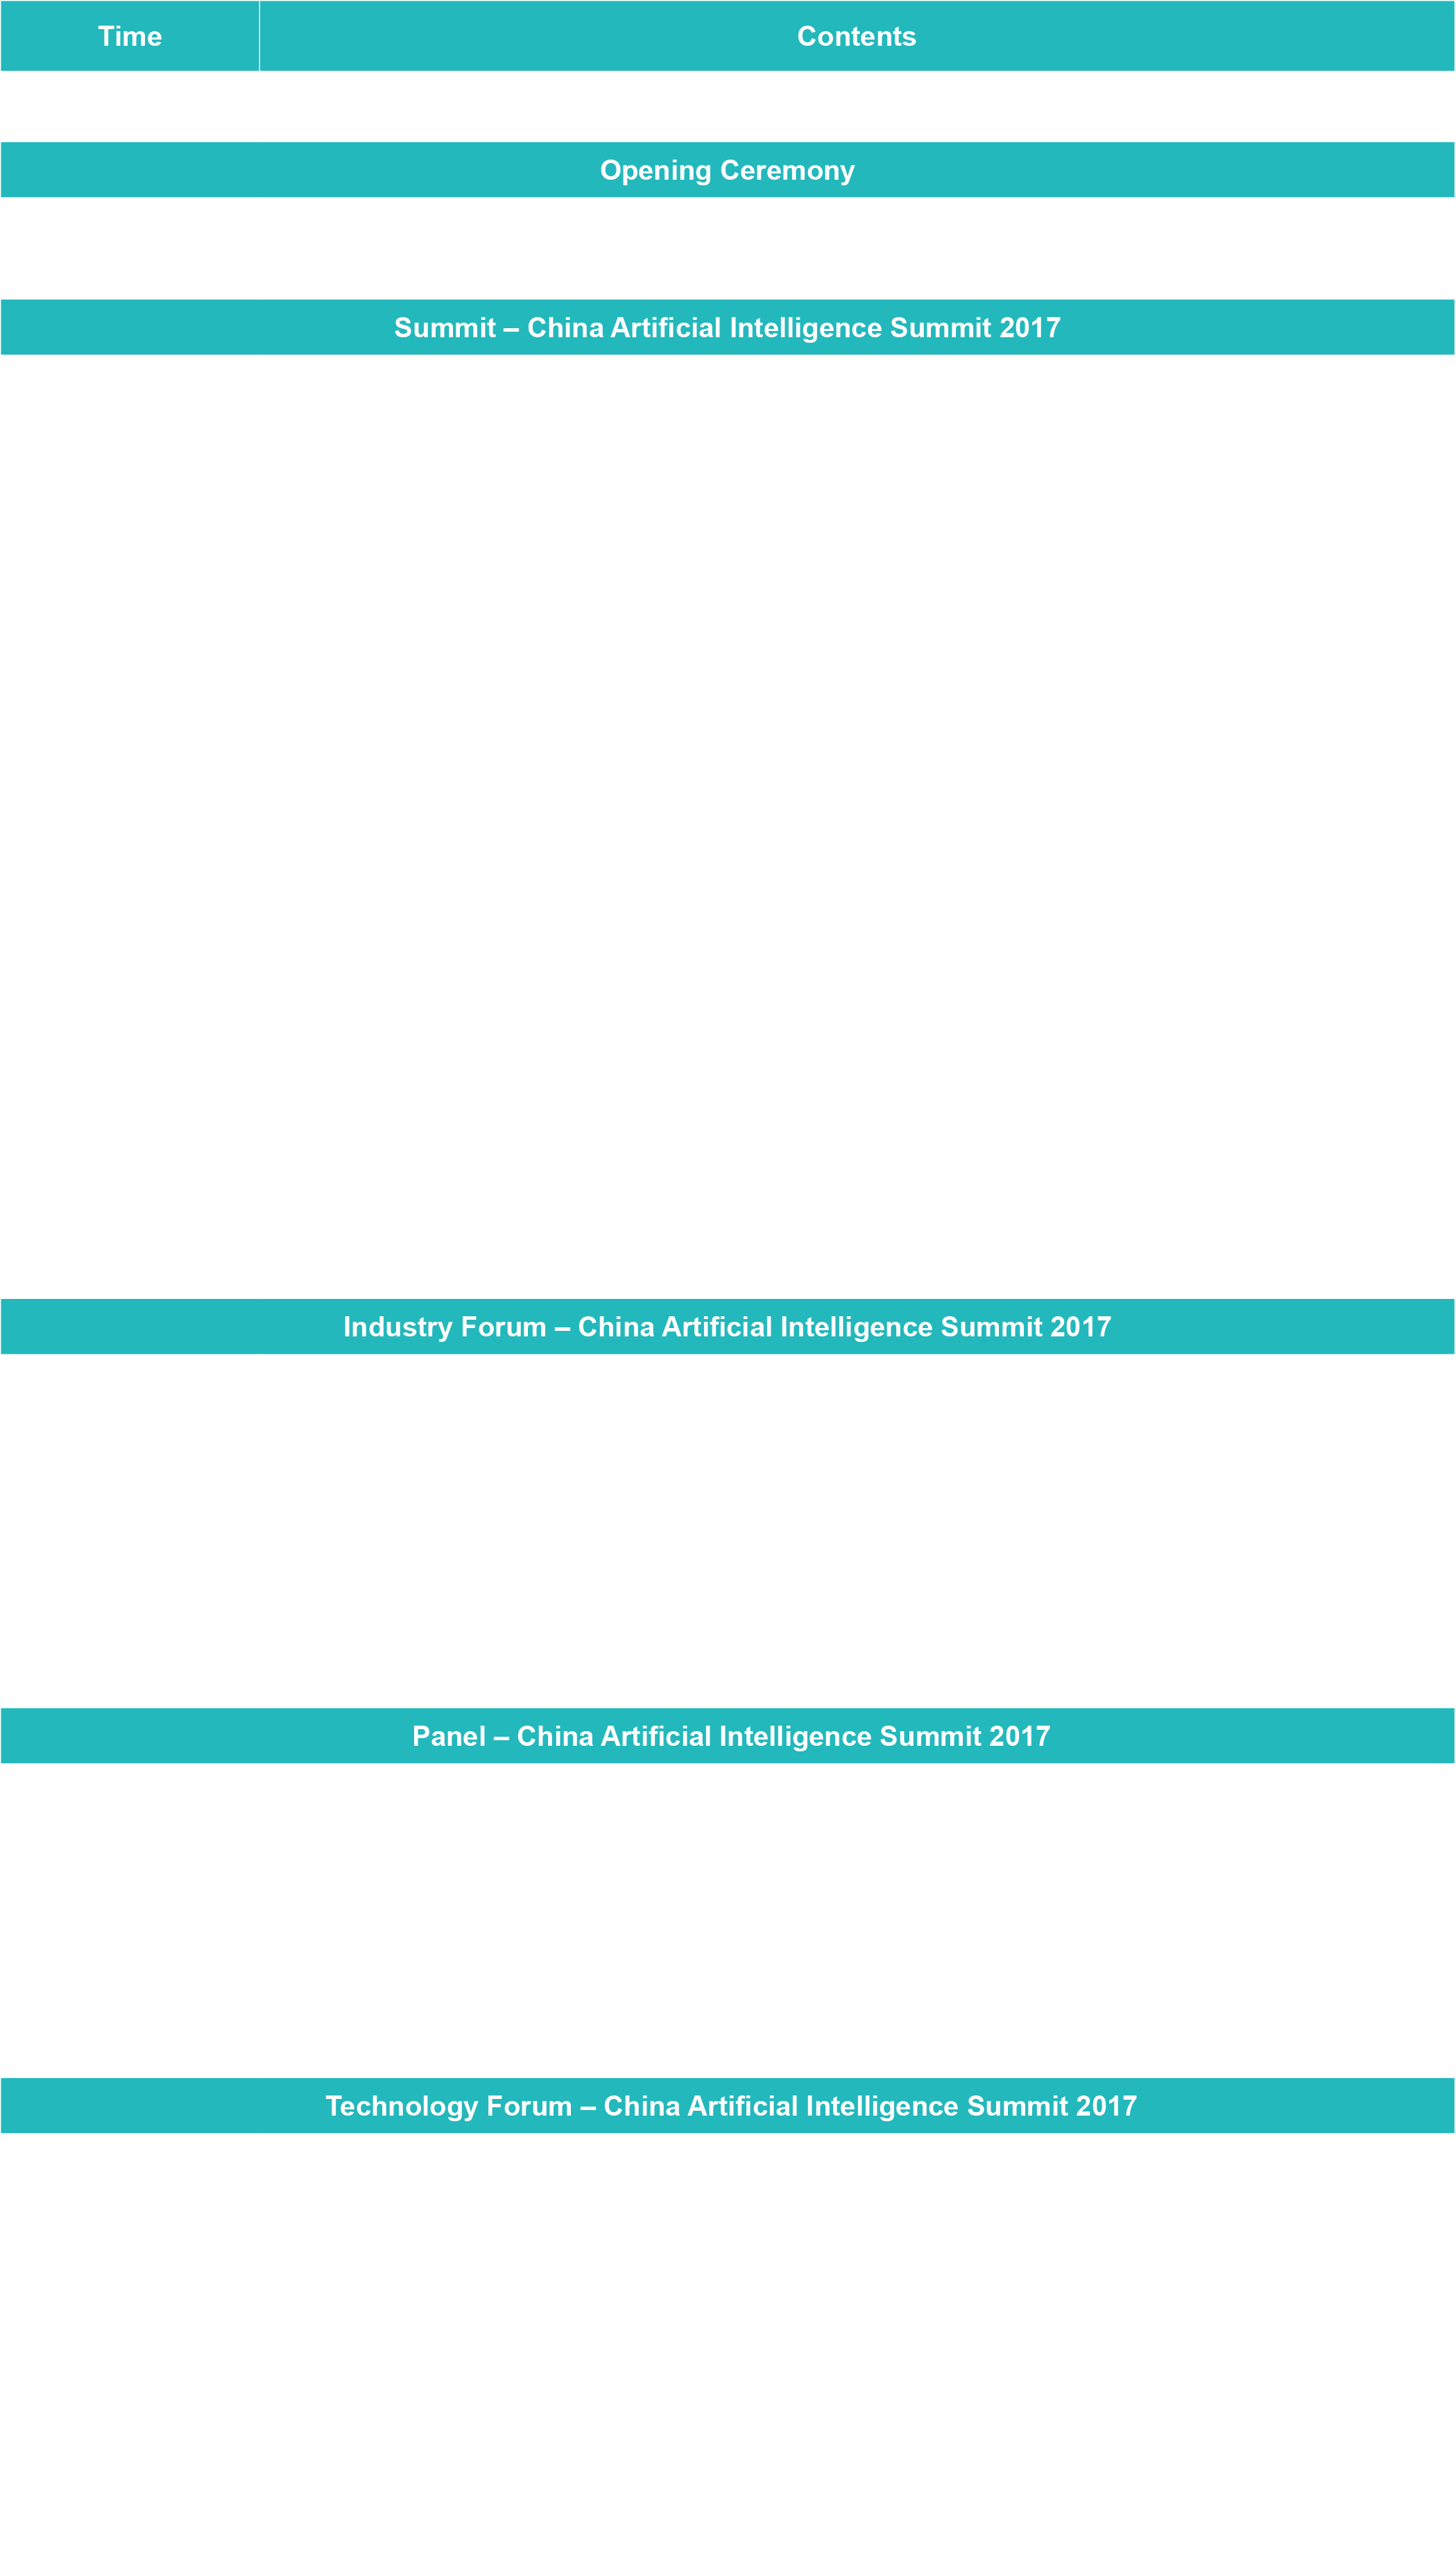 Time Contents
Opening Ceremony
Summit – China Artificial Intelligence Summit 2017
Industry Forum – China Artificial Intelligence Summit 2017
Panel – China Artificial Intelligence Summit 2017
Technology Forum – China Artificial Intelligence Summit 2017